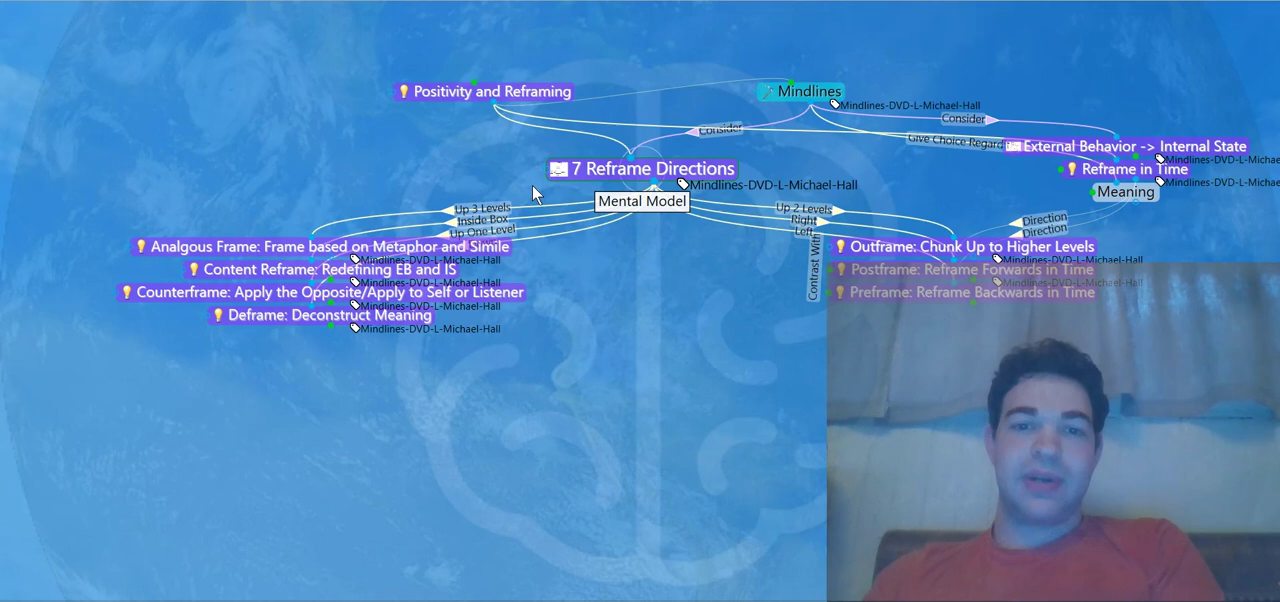 Positivity and Reframing
Mindlines
Mindlines-DVD-L-Michael-Hall
Consider
Consider
Give Choice Regard
External Behavior -> Internal State
Mindlines-DVD-L-Micha
7 Reframe Directions
Reframe in Time
Mindlines-DVD-L-Michael-Hall
Mindlines-DVD-L-Micha
Meaning
Mental Model
Up 3 Levels
Inside Box
Up One Level
Up 2 Levels
Right
Left
Direction
Direction
Contrast With
Analgous Frame: Frame based on Metaphor and Simile
Mindlines-DVD-L-Michael-Hall
Content Reframe: Redefining EB and IS
Mindlines-DVD-L-Michael-Hall
Counterframe: Apply the Opposite/Apply to Self or Listener
Mindlines-DVD-L-Michael-Hall
Deframe: Deconstruct Meaning
Mindlines-DVD-L-Michael-Hall
Outframe: Chunk Up to Higher Levels
Mindlines-DVD-L-Michael-Hall
Postframe: Reframe Forwards in Time
Mindlines-DVD-L-Michael-Hall
Preframe: Reframe Backwards in Time